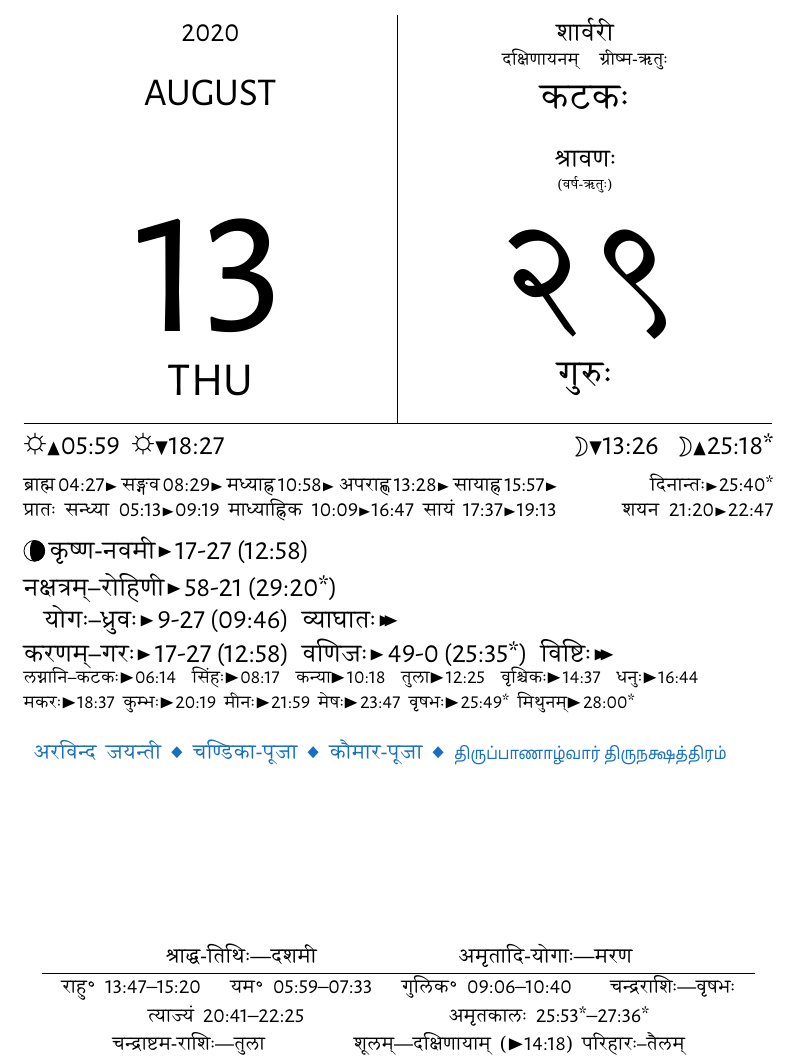 2020
AUGUST
13
THU
शार्वरी
दक्षिणायनम् ग्रीष्म-ऋतुः
कटकः
श्रावणः
(वर्ष-ऋतुः)
२९
गुरुः
☼▲05:59 ☼▼18:27 ☽▼13:26 ☽▲25:18*
ब्राह्म 04:27► सङ्गव 08:29► मध्याह्न 10:58► अपराह्ण 13:28► सायाह्न 15:57► दिनान्तः►25:40*
प्रातः सन्ध्या 05:13►09:19 माध्याह्निक 10:09►16:47 सायं 17:37►19:13 शयन 21:20►22:47
कृष्ण-नवमी►17-27 (12:58)
नक्षत्रम्–रोहिणी►58-21 (29:20*)
योगः–ध्रुवः►9-27 (09:46) व्याघातः►►
करणम्–गरः►17-27 (12:58) वणिजः►49-0 (25:35*) विष्टिः►►
लग्नानि–कटकः►06:14 सिंहः►08:17 कन्या►10:18 तुला►12:25 वृश्चिकः►14:37 धनुः►16:44
मकरः►18:37 कुम्भः►20:19 मीनः►21:59 मेषः►23:47 वृषभः►25:49* मिथुनम्►28:00*
अरविन्द जयन्ती ◆ चण्डिका-पूजा ◆ कौमार-पूजा ◆ திருப்பாணாழ்வார் திருநக்ஷத்திரம்
श्राद्ध-तिथिः—दशमी अमृतादि-योगाः—मरण
राहु° 13:47–15:20 यम° 05:59–07:33 गुलिक° 09:06–10:40 चन्द्रराशिः—वृषभः
त्याज्यं 20:41–22:25 अमृतकालः 25:53*–27:36*
चन्द्राष्टम-राशिः—तुला शूलम्—दक्षिणायाम् (►14:18) परिहारः–तैलम्